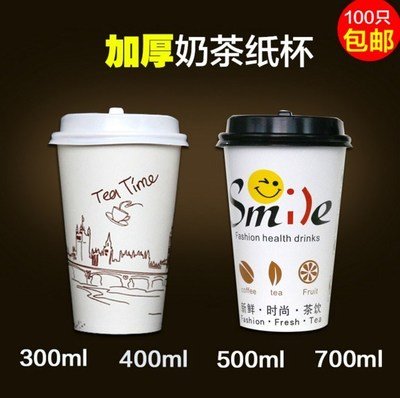 100只
包邮
加厚奶茶纸杯
Tea Time
Smile
Fashion health drinks
coffee tea Fruit
新鲜·时尚·茶饮
Fashion·Fresh·Tea
300ml 400ml 500ml 700ml